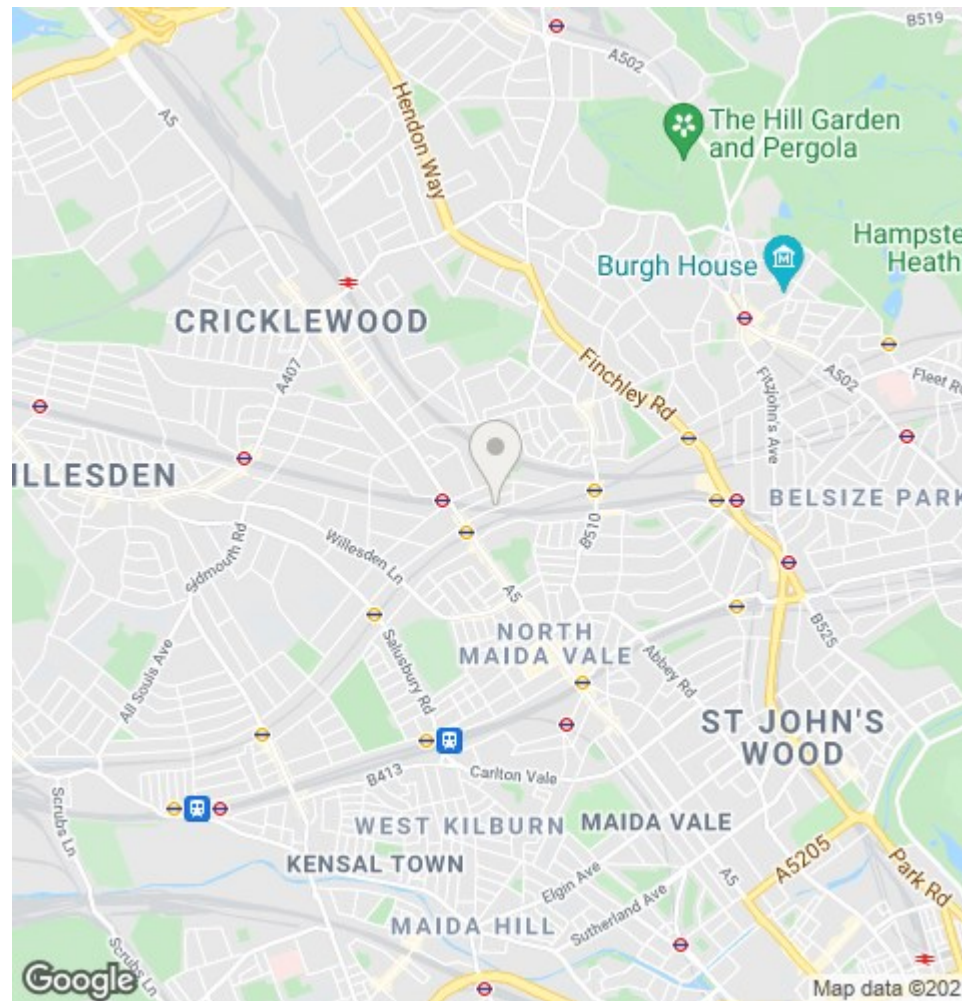 B519
A502
A5
Hendon Way
The Hill Garden
and Pergola
Hampste
Heath
Burgh House
CRICKLEWOOD
A407
Finchley Rd
Fitzjohn's Ave
A502
Fleet R
ILLESDEN
BELSIZE PARK
B510
Willesden Ln
Sidmouth Rd
A5
NORTH
MAIDA VALE
Abbey Rd
B525
Salusbury Rd
All Souls Ave
ST JOHN'S
WOOD
B413
Carlton Vale
Scrubs Ln
WEST KILBURN
MAIDA VALE
KENSAL TOWN
A5205
Park Rd
Elgin Ave
A5
Sutherland Ave
MAIDA HILL
Scrubs Ln
Google
Map data ©202